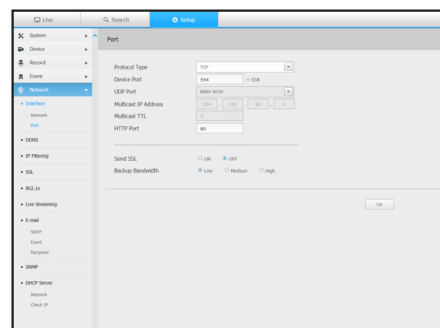 Live
Search
Setup
System
Device
Record
Event
Network
Interface
Network
Port
DDNS
IP Filtering
SSL
802.1x
Live Streaming
E-mail
SMTP
Event
Recipient
SNMP
DHCP Server
Network
Check IP
Port
Protocol Type TCP
Device Port 554 ~ 558
UDP Port 8000~8159
Multicast IP Address
Multicast TTL
HTTP Port 80
Send SSL ON OFF
Backup Bandwidth Low Medium High
OK